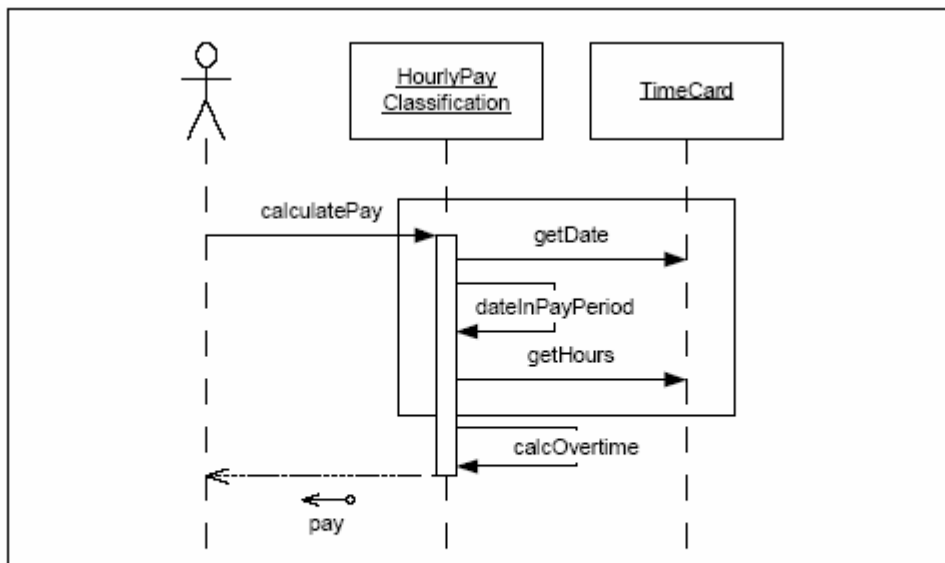 HourlyPay
Classification
TimeCard
calculatePay
getDate
dateInPayPeriod
getHours
calcOvertime
pay